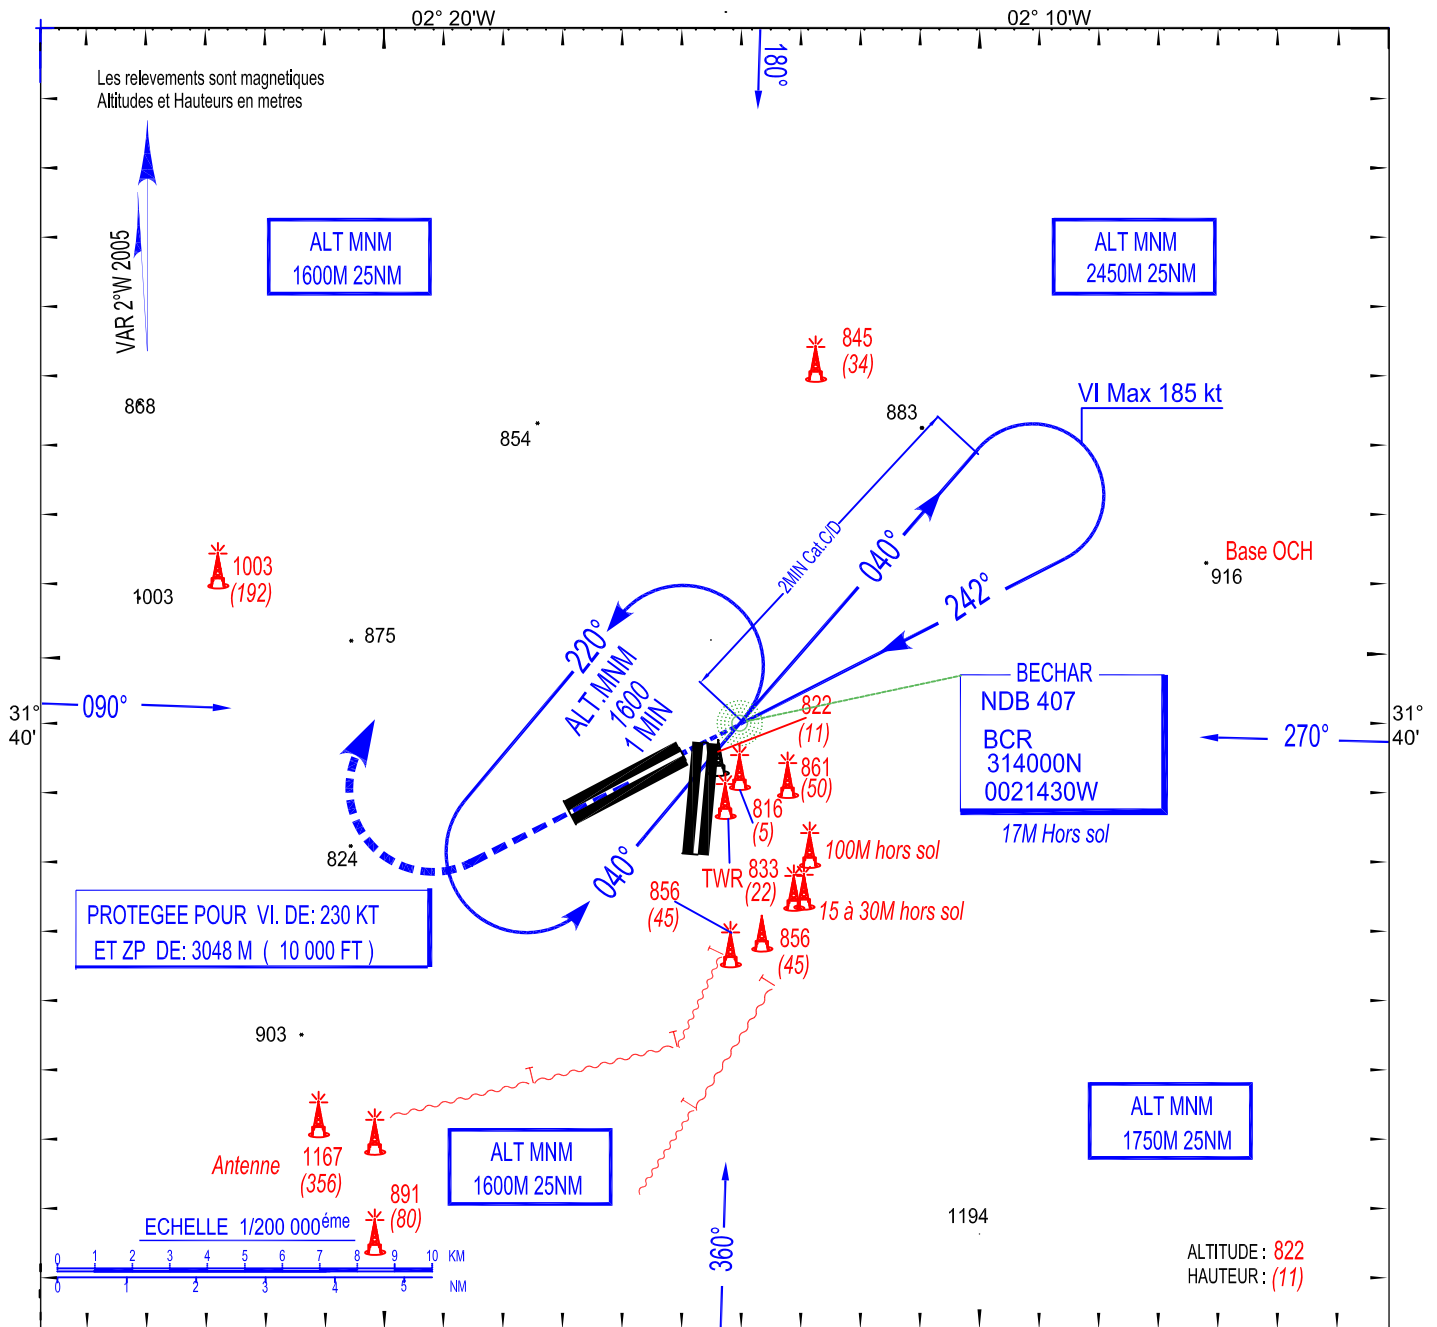 02° 20'W
02° 10'W
Les relevements sont magnetiques
Altitudes et Hauteurs en metres
180°
VAR 2°W 2005
ALT MNM
1600M 25NM
ALT MNM
2450M 25NM
845
(34)
VI Max 185 kt
868
854
883
2MIN Cat.C/D
040°
242°
Base OCH
916
1003
(192)
1003
875
220°
ALT.MNM
1600
1 MIN
BECHAR
NDB 407
BCR
314000N
0021430W
17M Hors sol
31°
40'
090°
31°
40'
270°
822
(11)
861
(50)
816
(5)
824
040°
TWR
833
(22)
100M hors sol
15 à 30M hors sol
856
(45)
856
(45)
PROTEGEE POUR VI. DE: 230 KT
ET ZP DE: 3048 M ( 10 000 FT )
903
Antenne
1167
(356)
891
(80)
ALT MNM
1600M 25NM
ALT MNM
1750M 25NM
360°
1194
ECHELLE 1/200 000éme
0 1 2 3 4 5 6 7 8 9 10 KM
0 1 2 3 4 5 NM
ALTITUDE : 822
HAUTEUR : (11)